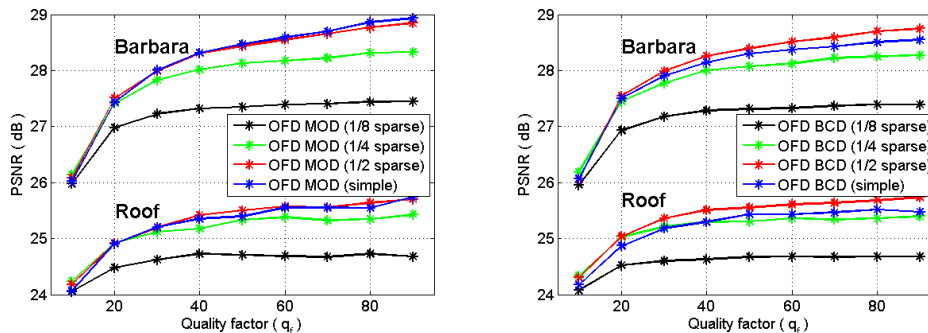 29
28
27
26
25
24
PSNR ( dB)
20
40
60
80
Quality factor ( qf )
Barbara
Roof
OFD MOD (1/8 sparse)
OFD MOD (1/4 sparse)
OFD MOD (1/2 sparse)
OFD MOD (simple)
29
28
27
26
25
24
PSNR ( dB)
20
40
60
80
Quality factor ( qf )
Barbara
Roof
OFD BCD (1/8 sparse)
OFD BCD (1/4 sparse)
OFD BCD (1/2 sparse)
OFD BCD (simple)